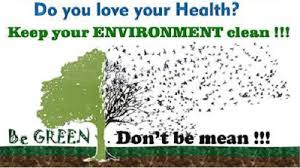 Do you love your Health?
Keep your ENVIRONMENT clean !!!
Be GREEN Don't be mean !!!